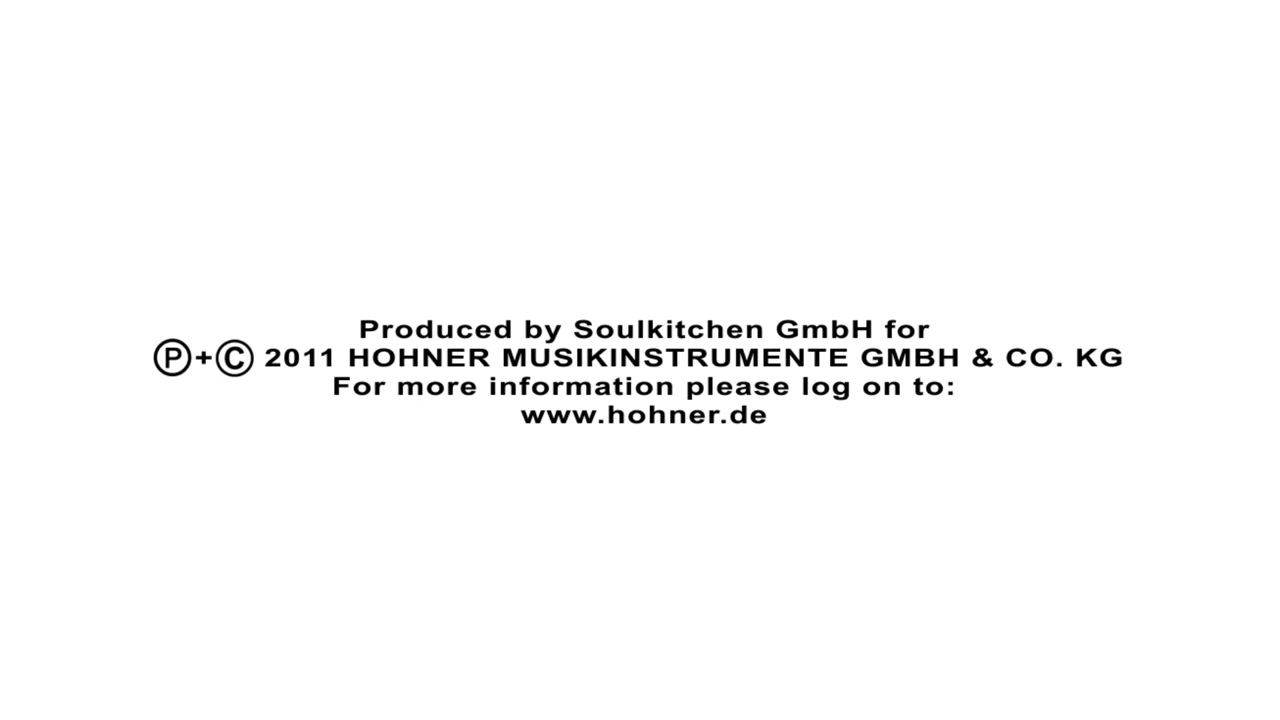 Produced by Soulkitchen GmbH for
℗+© 2011 HOHNER MUSIKINSTRUMENTE GMBH & CO. KG
For more information please log on to:
www.hohner.de